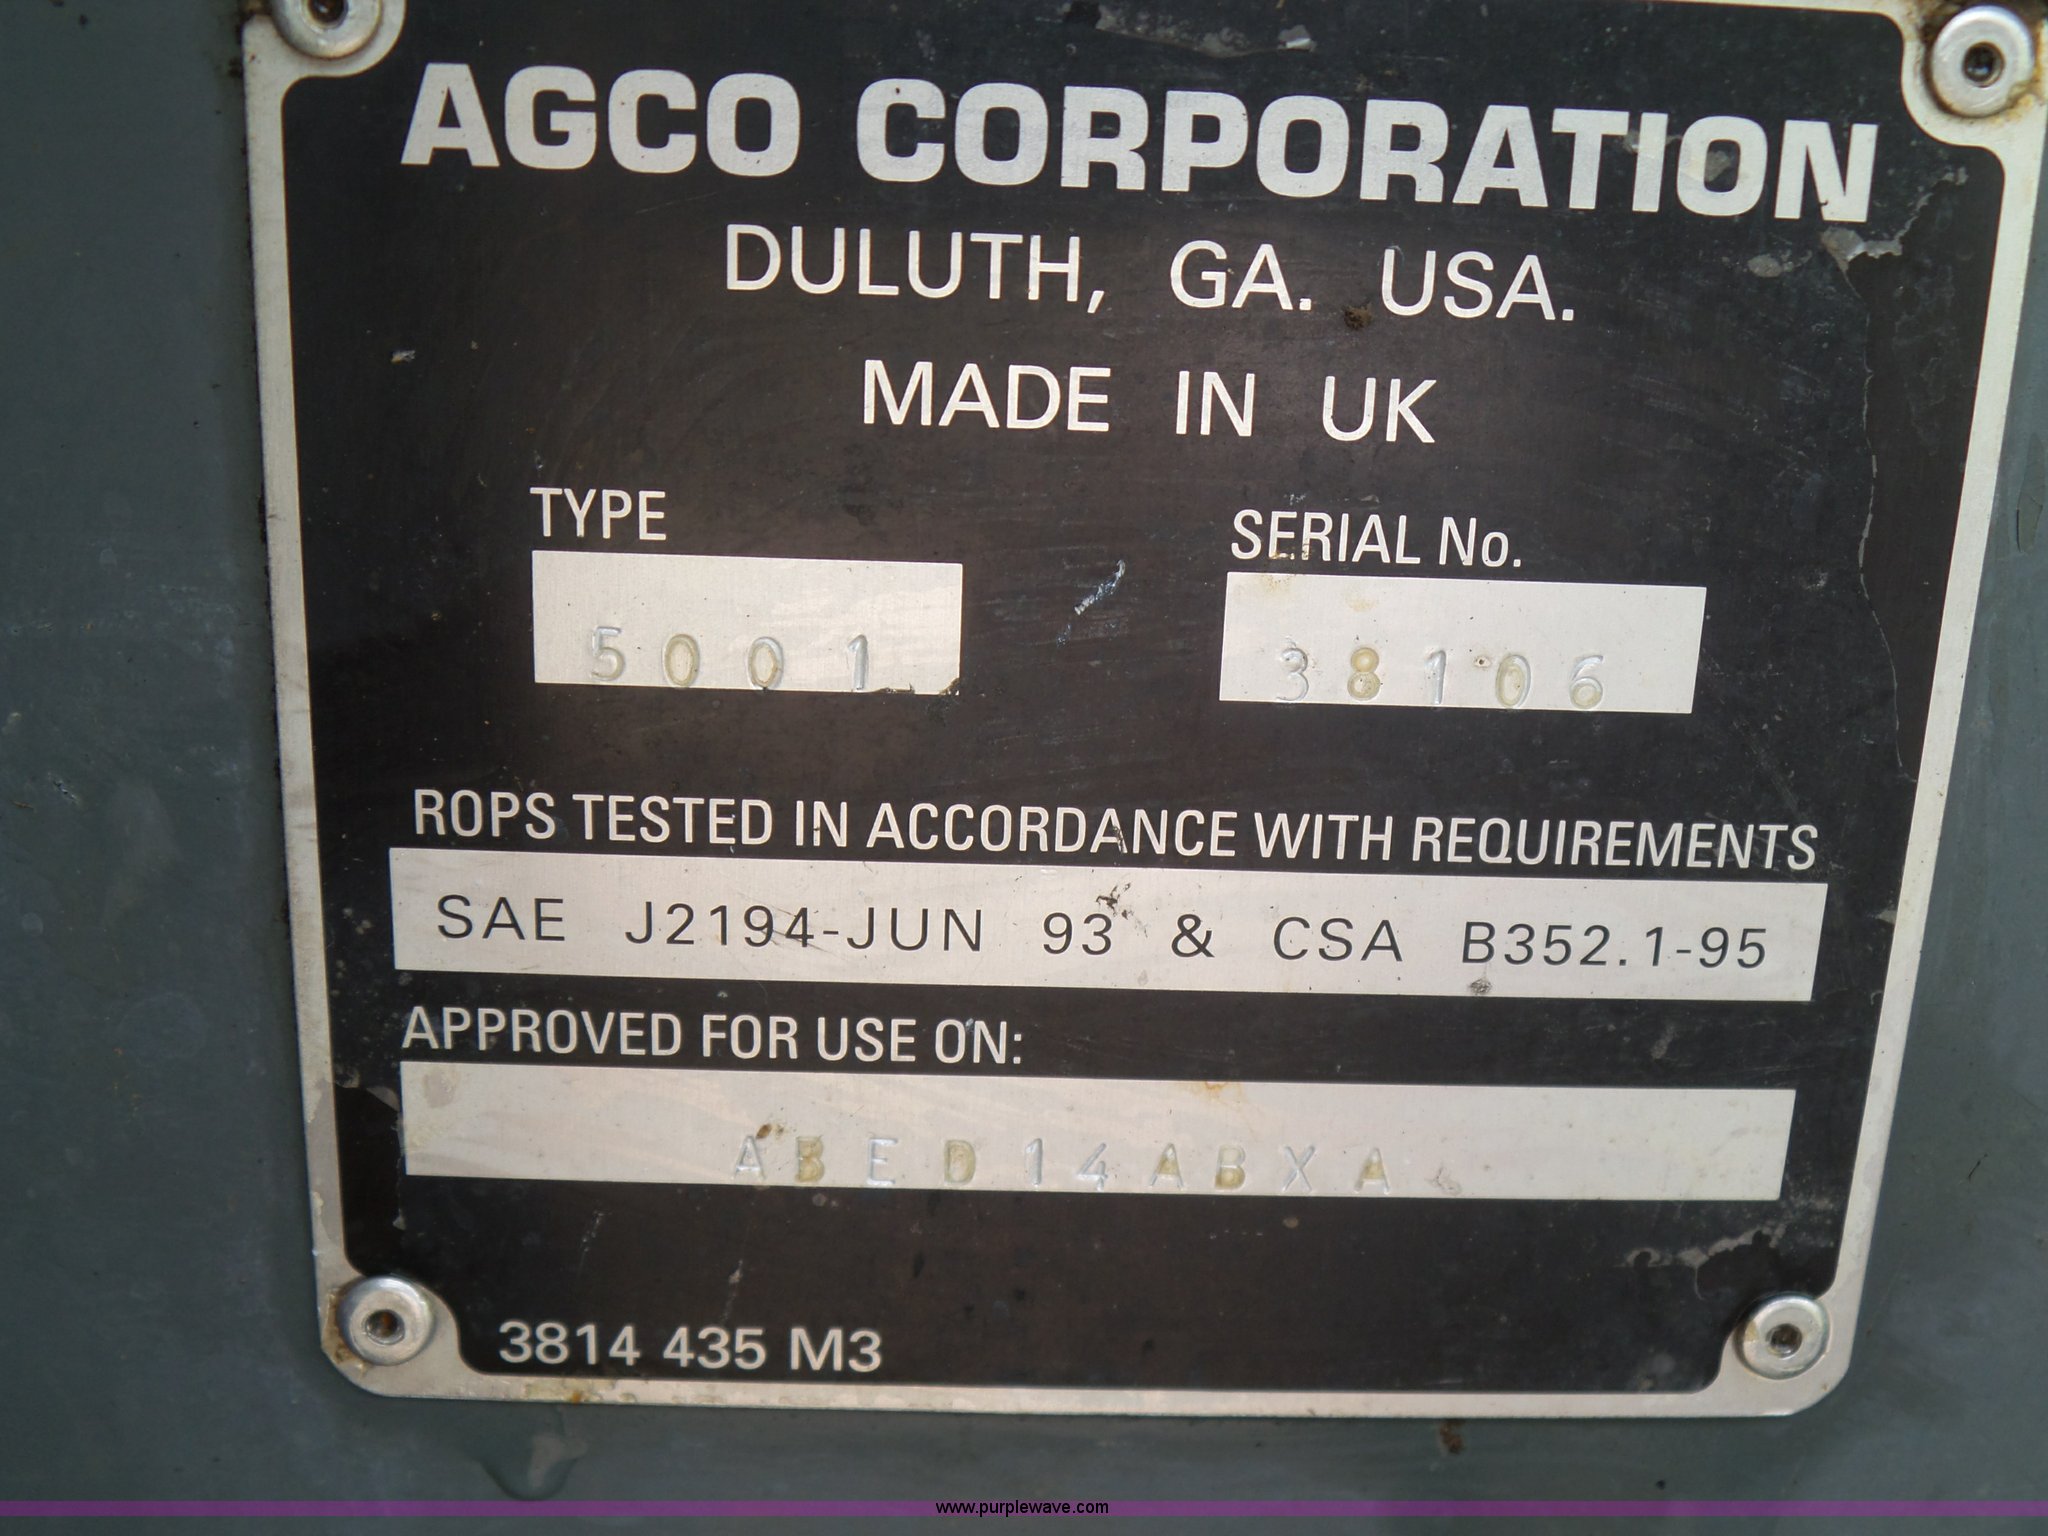 AGCO CORPORATION
DULUTH, GA. USA.
MADE IN UK
TYPE SERIAL No.
5001 38106
ROPS TESTED IN ACCORDANCE WITH REQUIREMENTS
SAE J2194-JUN 93 & CSA B352.1-95
APPROVED FOR USE ON:
ABED14ABXA
3814 435 M3
www.purplewave.com